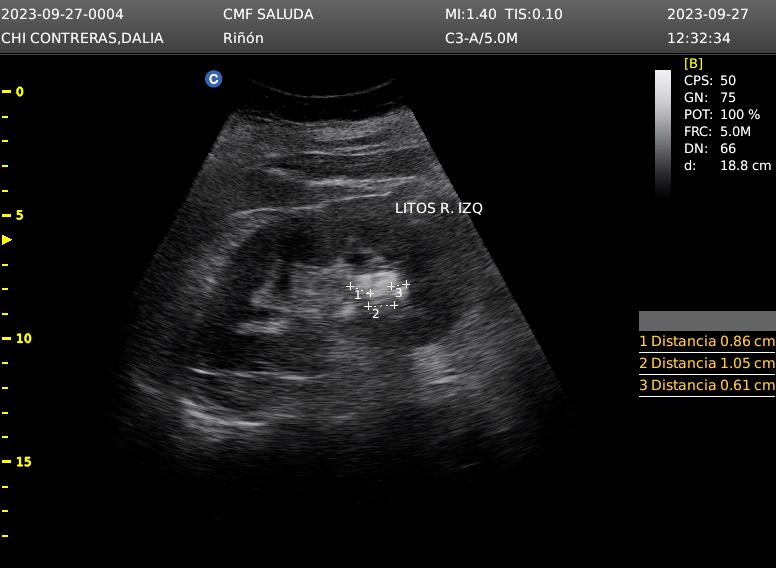 2023-09-27-0004 CMF SALUDA MI:1.40 TIS:0.10 2023-09-27
CHI CONTRERAS,DALIA Riñón C3-A/5.0M 12:32:34
C
[B]
CPS: 50
GN: 75
POT: 100 %
FRC: 5.0M
DN: 66
d: 18.8 cm
0
5
10
15
LITOS R. IZQ
1
3
2
1 Distancia 0.86 cm
2 Distancia 1.05 cm
3 Distancia 0.61 cm